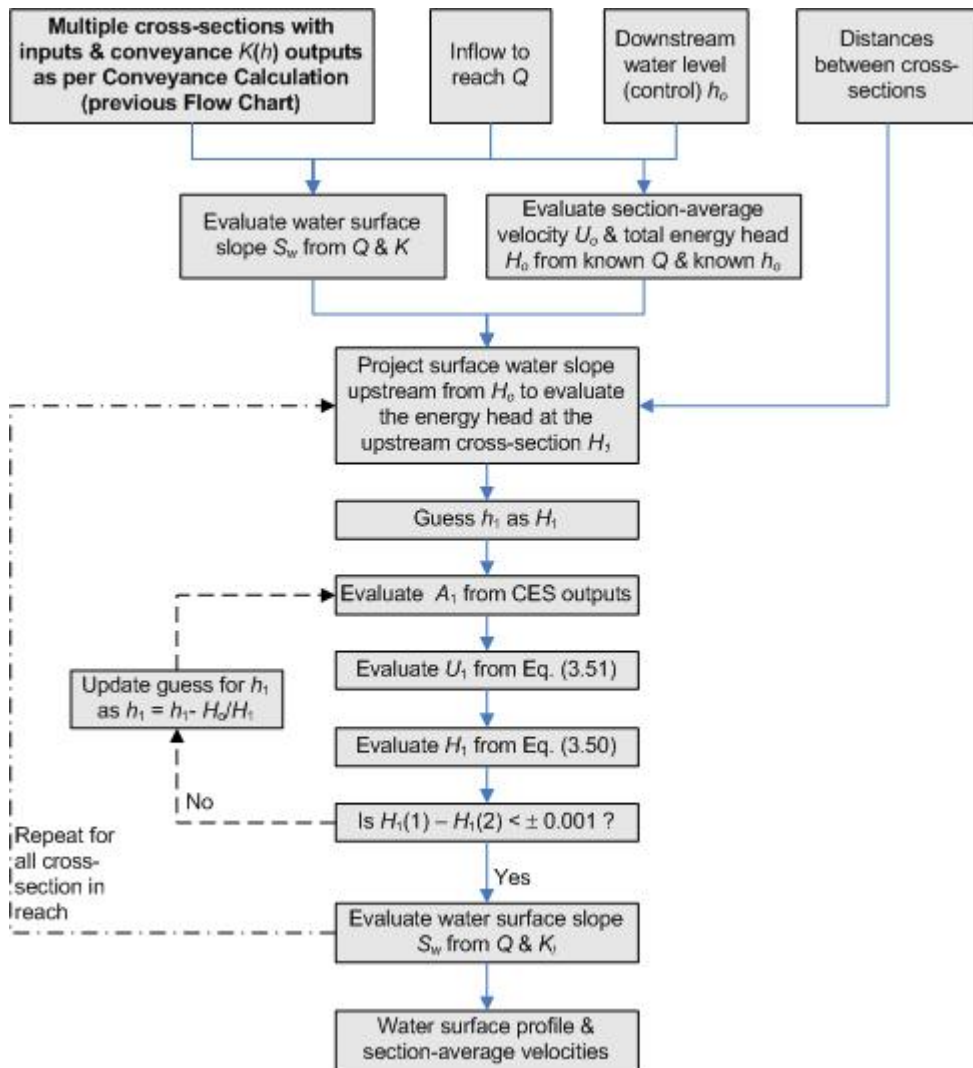 Multiple cross-sections with
inputs & conveyance K(h) outputs
as per Conveyance Calculation
(previous Flow Chart)
Inflow to
reach Q
Downstream
water level
(control) hₒ
Distances
between cross-
sections
Evaluate water surface
slope S_w from Q & K
Evaluate section-average
velocity Uₒ & total energy head
Hₒ from known Q & known hₒ
Project surface water slope
upstream from Hₒ to evaluate
the energy head at the
upstream cross-section H₁
Guess h₁ as H₁
Evaluate A₁ from CES outputs
Evaluate U₁ from Eq. (3.51)
Update guess for h₁
as h₁ = h₁- Hₒ/H₁
Evaluate H₁ from Eq. (3.50)
No
Is H₁(1) – H₁(2) < ± 0.001 ?
Repeat for
all cross-
section in
reach
Yes
Evaluate water surface slope
S_w from Q & Kᵢ
Water surface profile &
section-average velocities